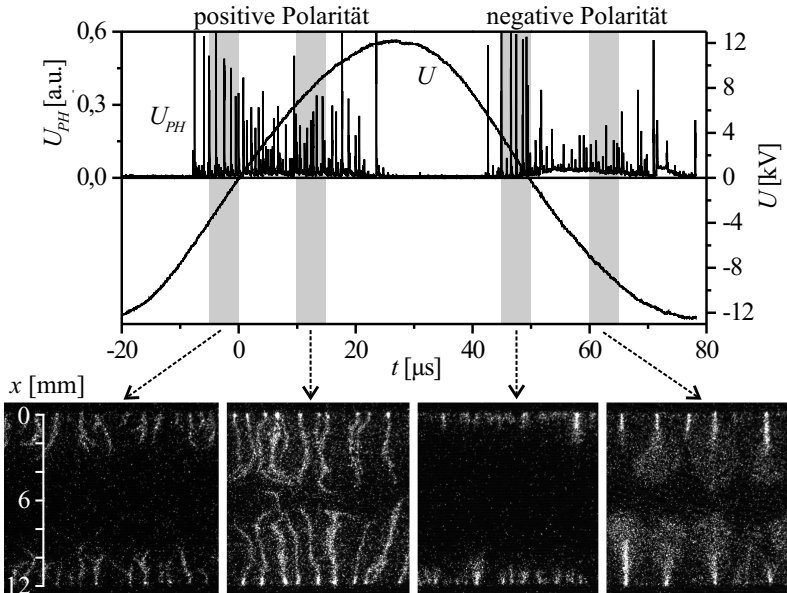 positive Polarität negative Polarität
0,6
0,3
0,0
U_PH [a.u.]
U_PH
U
12
8
4
0
-4
-8
-12
U [kV]
-20 0 20 40 60 80
t [µs]
x [mm]
0
6
12